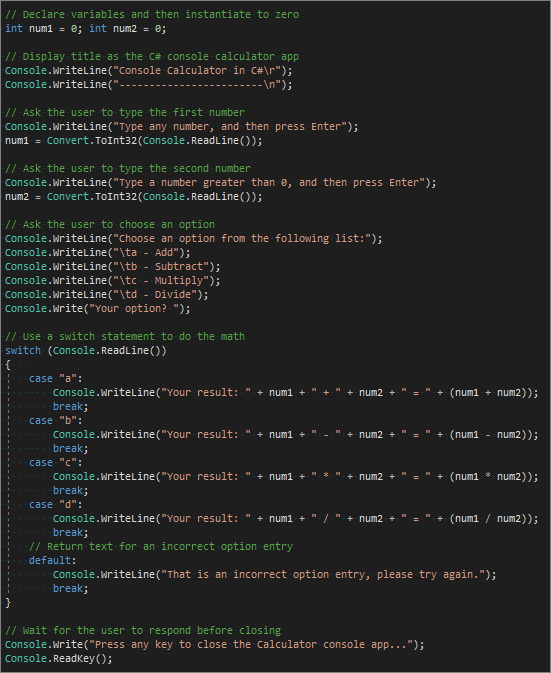 // Declare variables and then instantiate to zero
int num1 = 0; int num2 = 0;
// Display title as the C# console calculator app
Console.WriteLine("Console Calculator in C#\r");
Console.WriteLine("------------------------\n");
// Ask the user to type the first number
Console.WriteLine("Type any number, and then press Enter");
num1 = Convert.ToInt32(Console.ReadLine());
// Ask the user to type the second number
Console.WriteLine("Type a number greater than 0, and then press Enter");
num2 = Convert.ToInt32(Console.ReadLine());
// Ask the user to choose an option
Console.WriteLine("Choose an option from the following list:");
Console.WriteLine("\ta - Add");
Console.WriteLine("\tb - Subtract");
Console.WriteLine("\tc - Multiply");
Console.WriteLine("\td - Divide");
Console.Write("Your option? ");
// Use a switch statement to do the math
switch (Console.ReadLine())
{
    case "a":
        Console.WriteLine("Your result: " + num1 + " + " + num2 + " = " + (num1 + num2));
        break;
    case "b":
        Console.WriteLine("Your result: " + num1 + " - " + num2 + " = " + (num1 - num2));
        break;
    case "c":
        Console.WriteLine("Your result: " + num1 + " * " + num2 + " = " + (num1 * num2));
        break;
    case "d":
        Console.WriteLine("Your result: " + num1 + " / " + num2 + " = " + (num1 / num2));
        break;
    // Return text for an incorrect option entry
    default:
        Console.WriteLine("That is an incorrect option entry, please try again.");
        break;
}
// Wait for the user to respond before closing
Console.Write("Press any key to close the Calculator console app...");
Console.ReadKey();